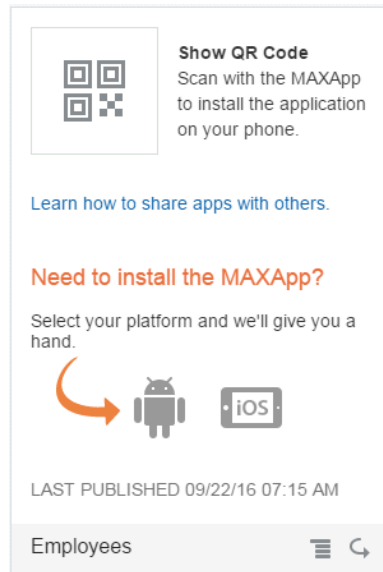 Show QR Code
Scan with the MAXApp
to install the application
on your phone.
Learn how to share apps with others.
Need to install the MAXApp?
Select your platform and we'll give you a
hand.
iOS
LAST PUBLISHED 09/22/16 07:15 AM
Employees